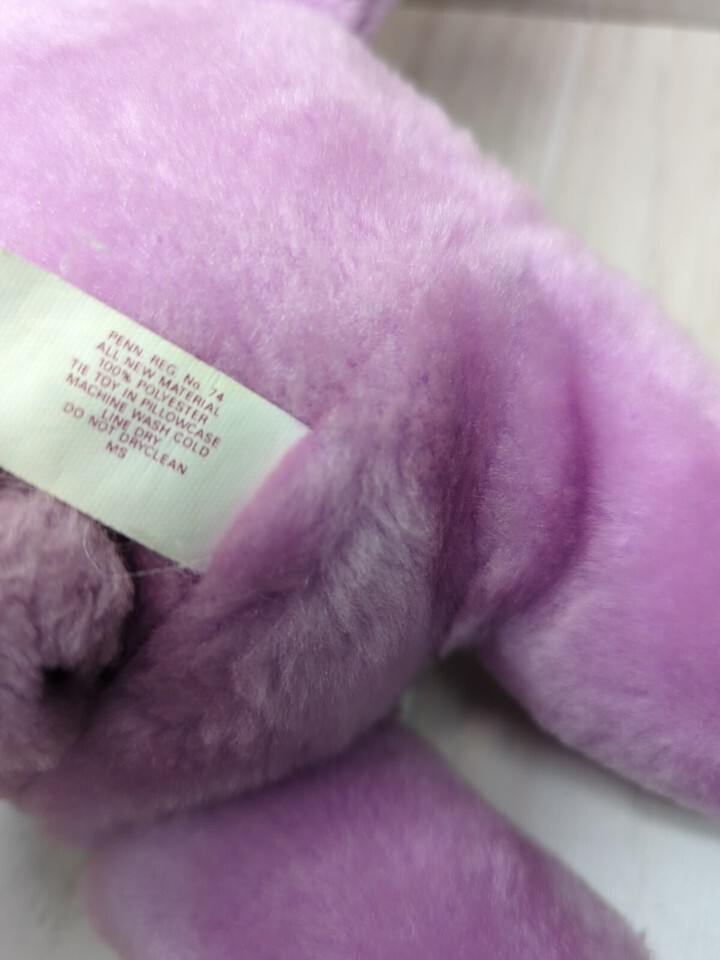 PENN. REG. No. 74
ALL NEW MATERIAL
100% POLYESTER
TIE TOY IN PILLOWCASE
MACHINE WASH COLD
LINE DRY
DO NOT DRYCLEAN
MS